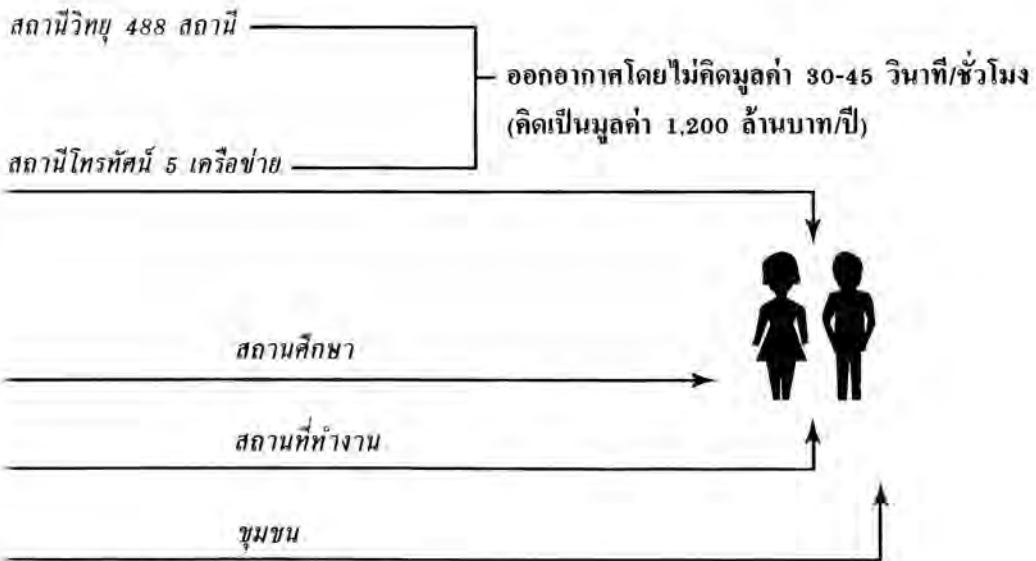 สถานีวิทยุ 488 สถานี
ออกอากาศโดยไม่คิดมูลค่า 30-45 วินาที/ชั่วโมง
(คิดเป็นมูลค่า 1,200 ล้านบาท/ปี)
สถานีโทรทัศน์ 5 เครือข่าย
สถานศึกษา
สถานที่ทำงาน
ชุมชน